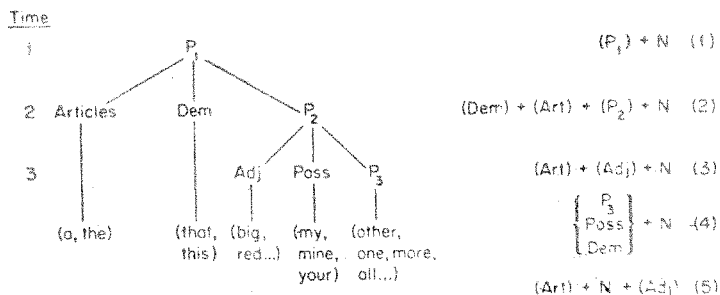 Time
1 P₁ (P₁) + N (1)
2 Articles Dem P₂ (Dem) + (Art) + (P₂) + N (2)
3 Adj Poss P₃ (Art) + (Adj) + N (3)
(a, the) (that, this) (big, red...) (my, mine, your) (other, one, more, all...)
{ P₃ Poss Dem } + N (4)
(Art) + N + (Adj) (5)